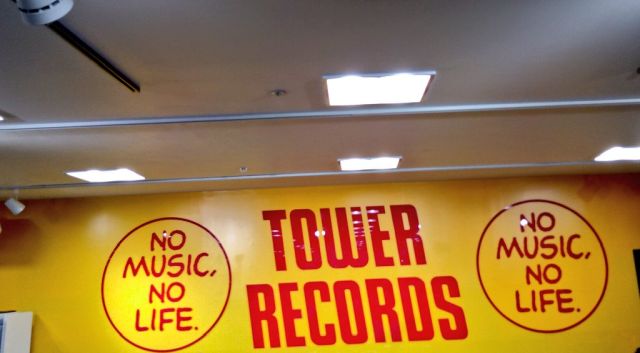 NO
MUSIC,
NO
LIFE.
TOWER
RECORDS
NO
MUSIC,
NO
LIFE.